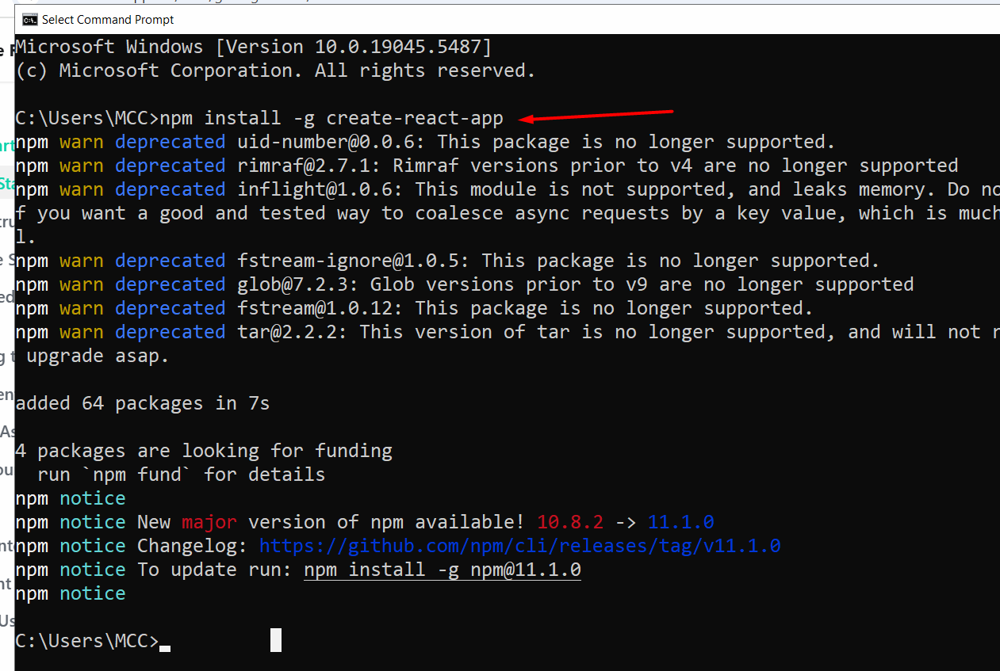 Select Command Prompt
Microsoft Windows [Version 10.0.19045.5487]
(c) Microsoft Corporation. All rights reserved.
C:\Users\MCC>npm install -g create-react-app
npm warn deprecated uid-number@0.0.6: This package is no longer supported.
npm warn deprecated rimraf@2.7.1: Rimraf versions prior to v4 are no longer supported
npm warn deprecated inflight@1.0.6: This module is not supported, and leaks memory. Do
f you want a good and tested way to coalesce async requests by a key value, which is much
l.
npm warn deprecated fstream-ignore@1.0.5: This package is no longer supported.
npm warn deprecated glob@7.2.3: Glob versions prior to v9 are no longer supported
npm warn deprecated fstream@1.0.12: This package is no longer supported.
npm warn deprecated tar@2.2.2: This version of tar is no longer supported, and will not r
upgrade asap.
added 64 packages in 7s
4 packages are looking for funding
run `npm fund` for details
npm notice
npm notice New major version of npm available! 10.8.2 -> 11.1.0
npm notice Changelog: https://github.com/npm/cli/releases/tag/v11.1.0
npm notice To update run: npm install -g npm@11.1.0
npm notice
C:\Users\MCC>